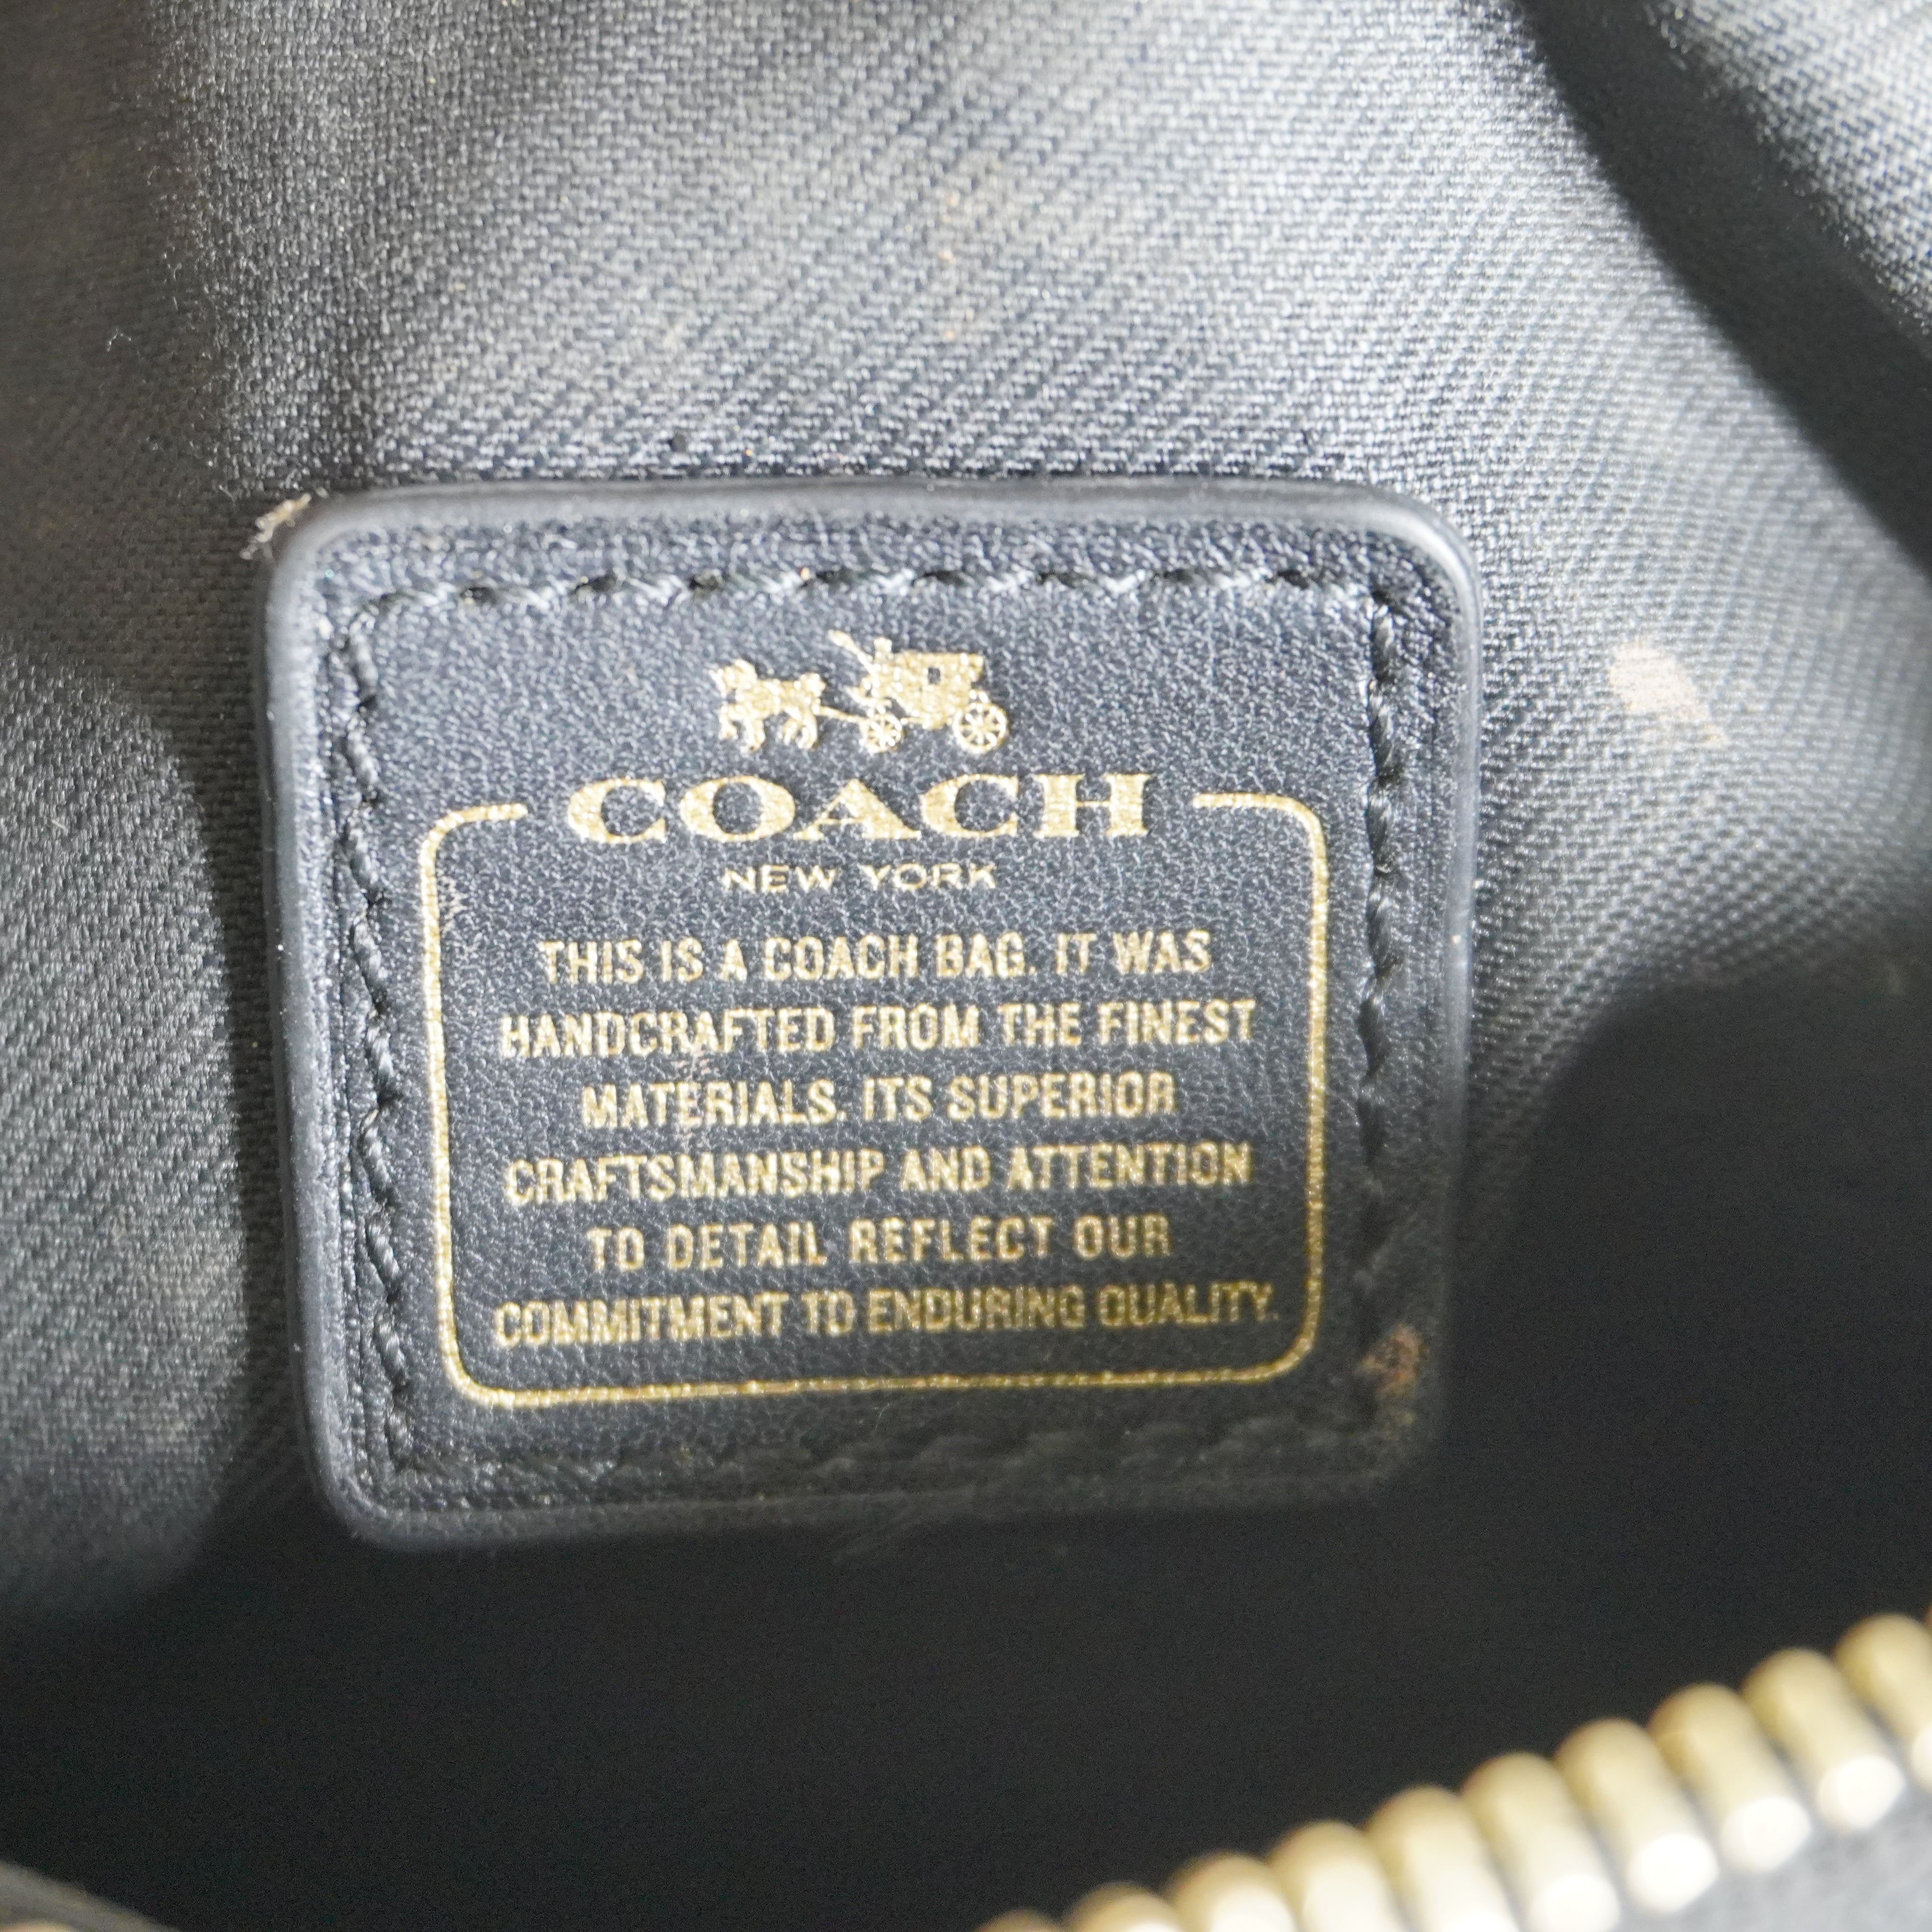 COACH
NEW YORK
THIS IS A COACH BAG. IT WAS
HANDCRAFTED FROM THE FINEST
MATERIALS. ITS SUPERIOR
CRAFTSMANSHIP AND ATTENTION
TO DETAIL REFLECT OUR
COMMITMENT TO ENDURING QUALITY.